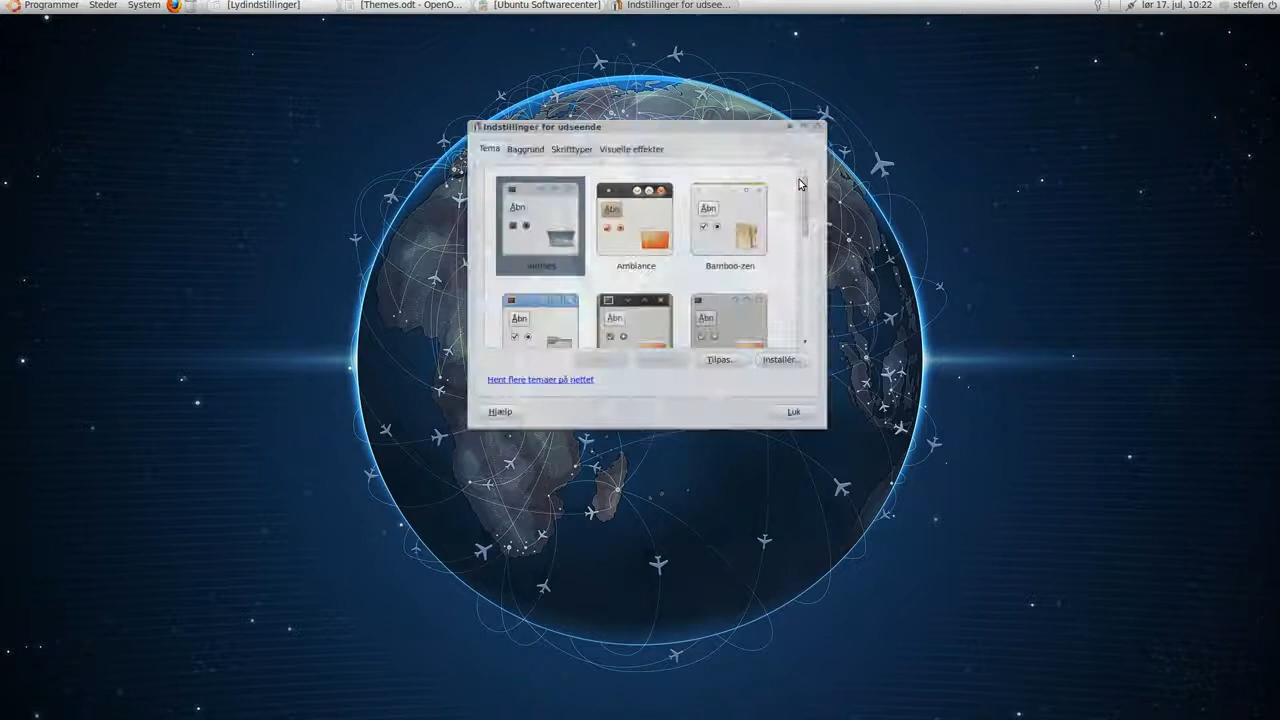 Programmer Steder System [Lydindstillinger] [Themes.odt - OpenO... [Ubuntu Softwarecenter] Indstillinger for udsee... lør 17. jul, 10:22 steffen
Indstillinger for udseende
Tema Baggrund Skrifttyper Visuelle effekter
Åbn Åbn Åbn
Ambiance Bamboo-zen
Åbn Åbn Åbn
Tilpas... Installér...
Hent flere temaer på nettet
Hjælp Luk